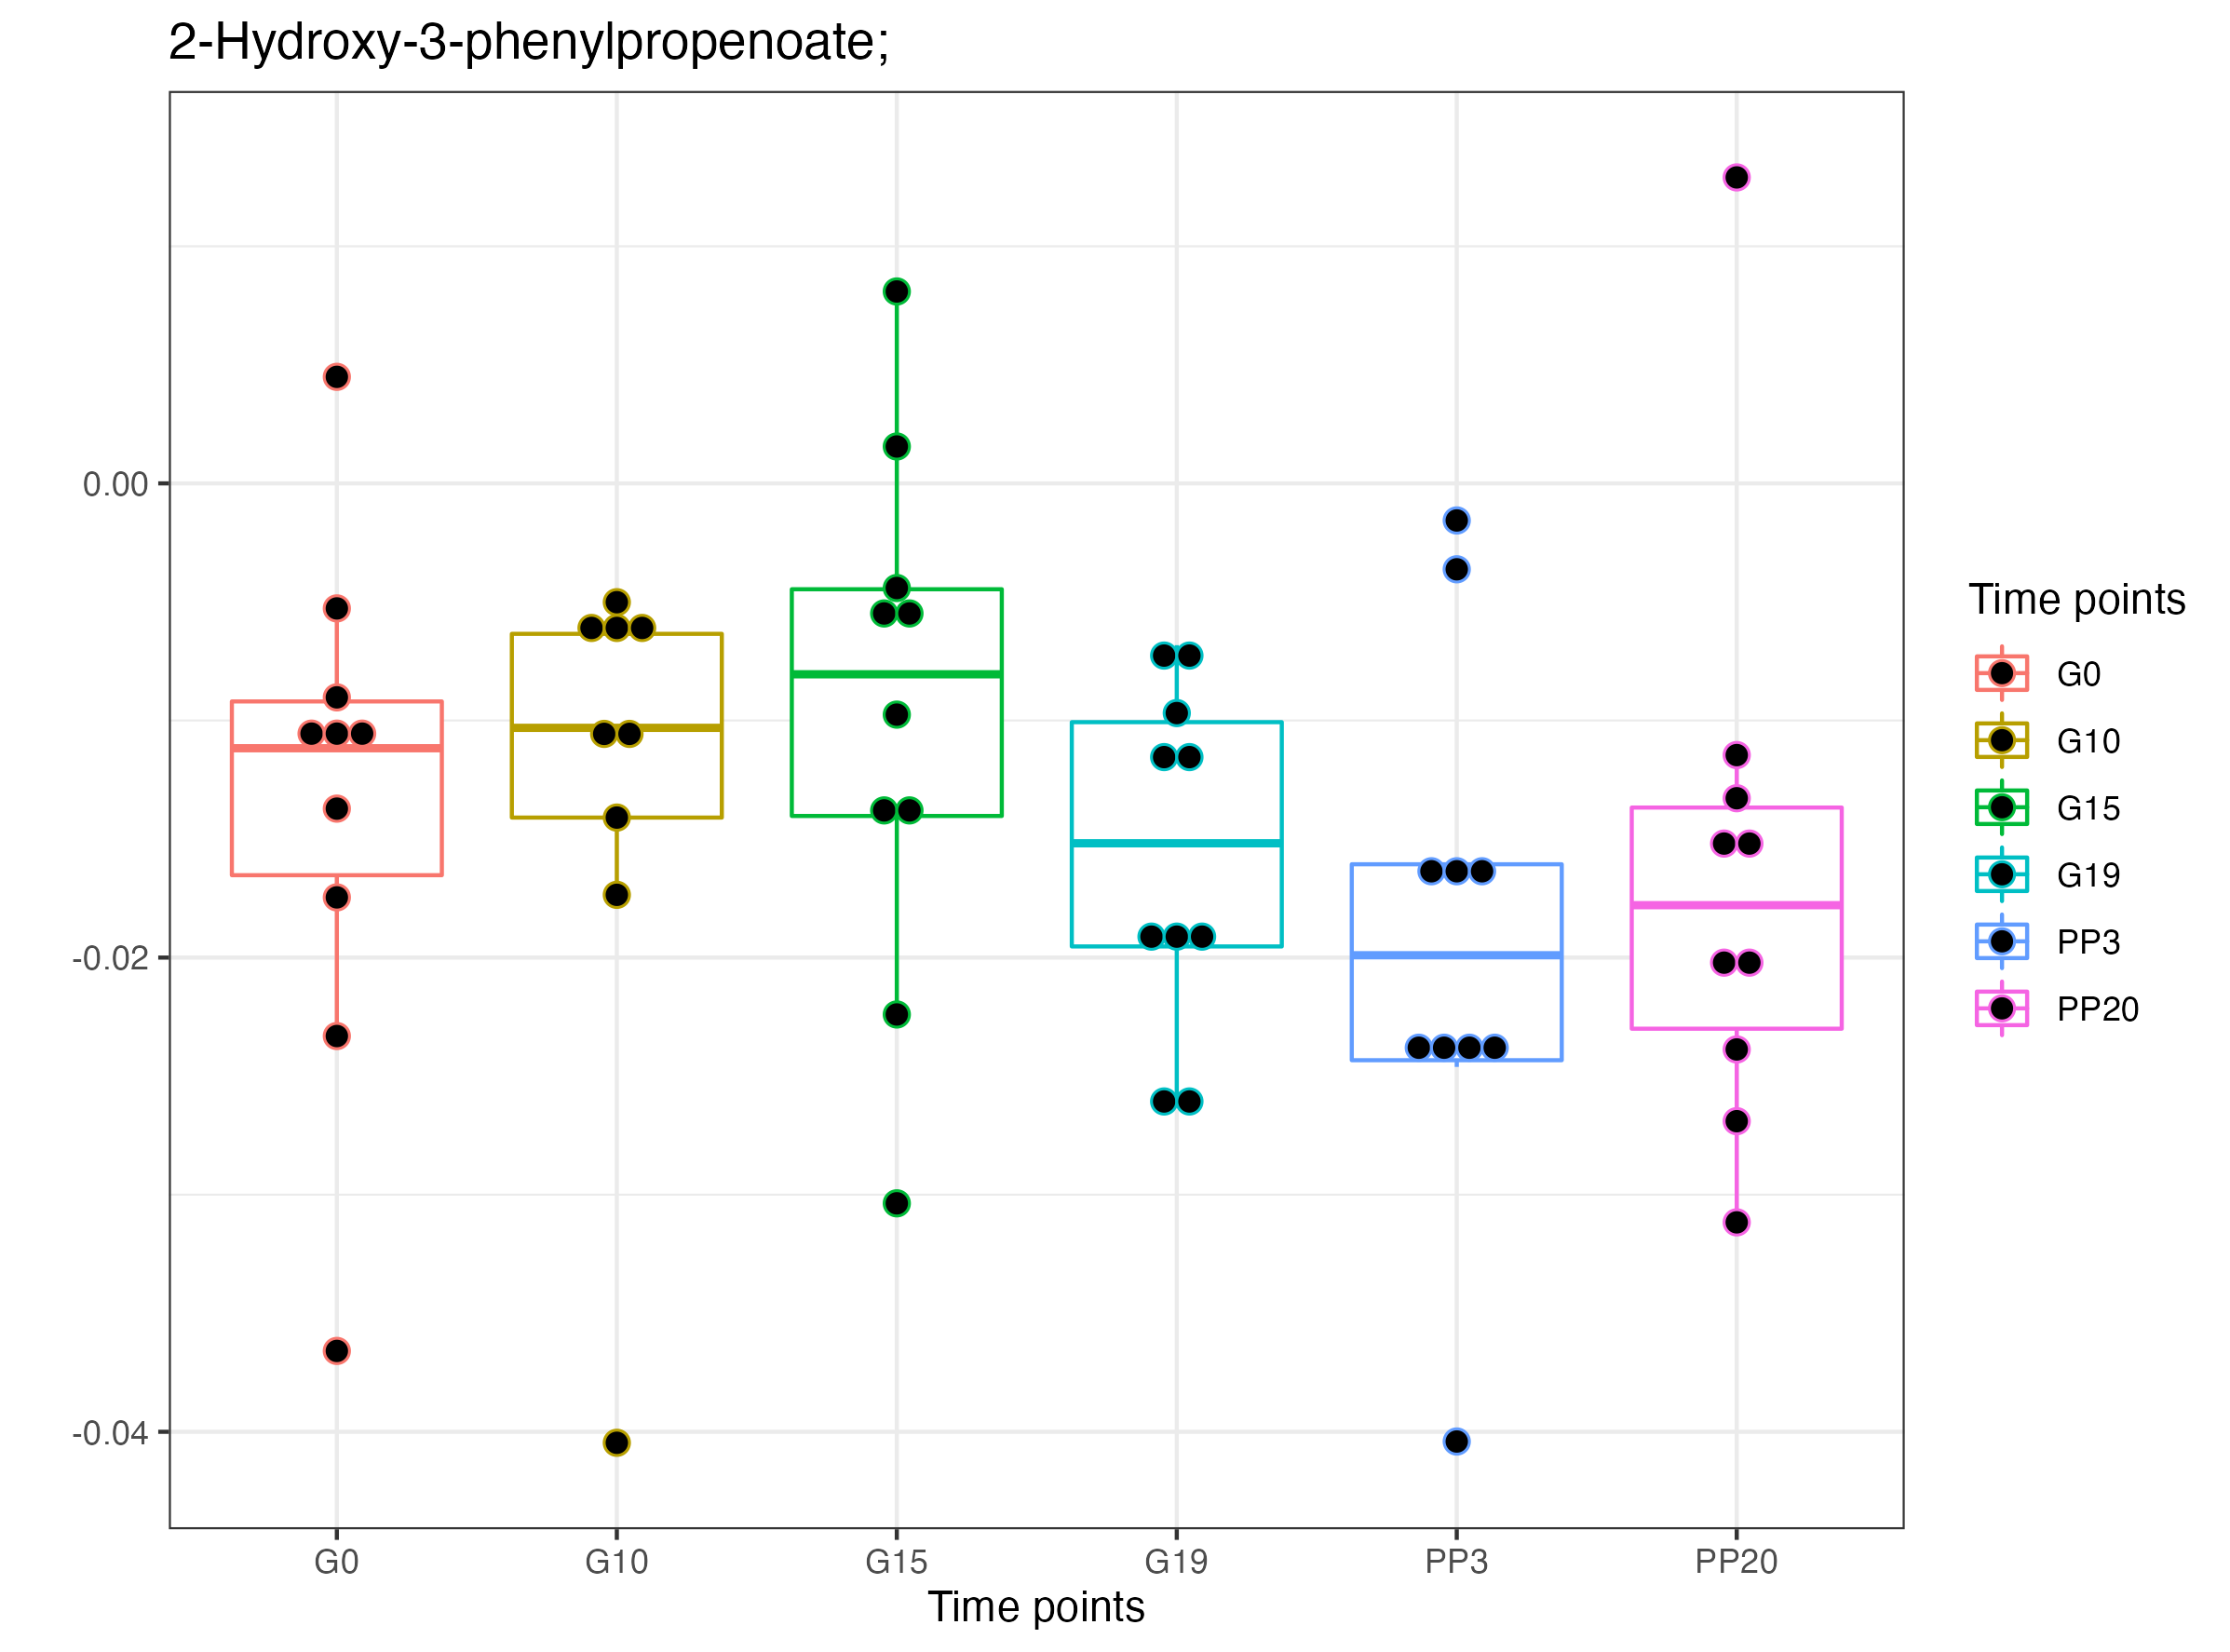 2-Hydroxy-3-phenylpropenoate;
0.00
-0.02
-0.04
G0 G10 G15 G19 PP3 PP20
Time points
Time points
G0
G10
G15
G19
PP3
PP20